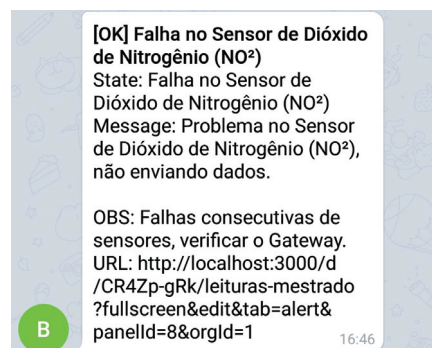 [OK] Falha no Sensor de Dióxido
de Nitrogênio (NO²)
State: Falha no Sensor de
Dióxido de Nitrogênio (NO²)
Message: Problema no Sensor
de Dióxido de Nitrogênio (NO²),
não enviando dados.
OBS: Falhas consecutivas de
sensores, verificar o Gateway.
URL: http://localhost:3000/d
/CR4Zp-gRk/leituras-mestrado
?fullscreen&edit&tab=alert&
panelId=8&orgId=1
B
16:46